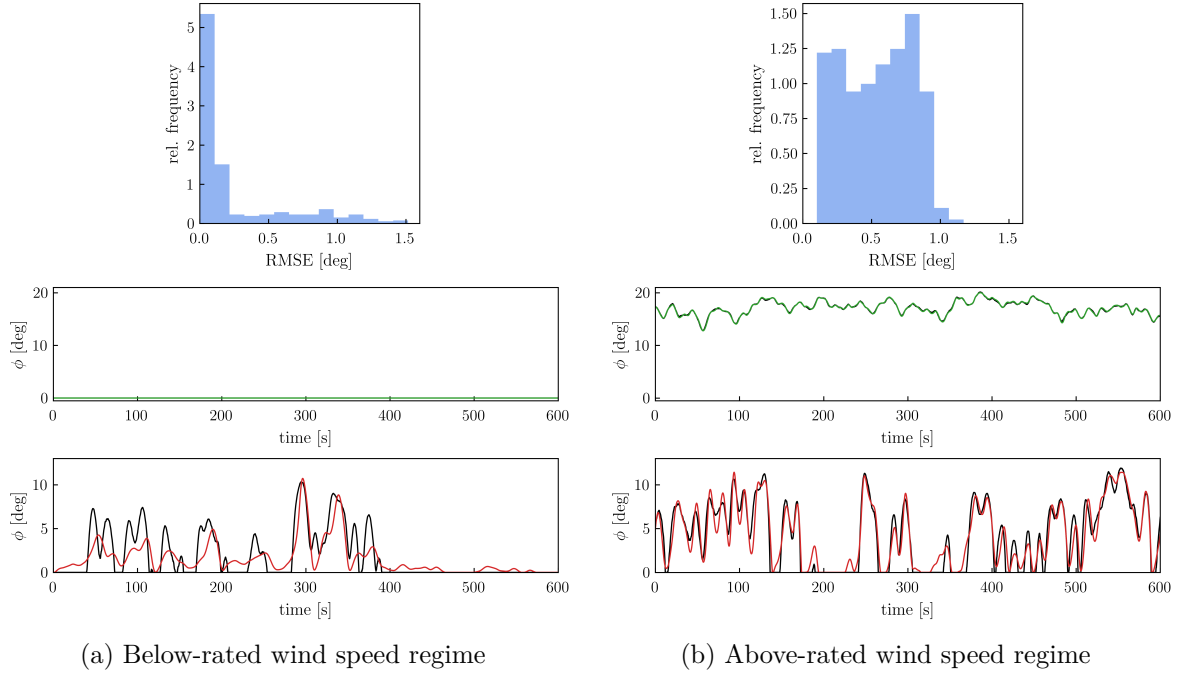 5
4
3
2
1
0
rel. frequency
0.0 0.5 1.0 1.5
RMSE [deg]
1.50
1.25
1.00
0.75
0.50
0.25
0.00
rel. frequency
0.0 0.5 1.0 1.5
RMSE [deg]
20
10
0
ϕ [deg]
0 100 200 300 400 500 600
time [s]
20
10
0
ϕ [deg]
0 100 200 300 400 500 600
time [s]
10
5
0
ϕ [deg]
0 100 200 300 400 500 600
time [s]
10
5
0
ϕ [deg]
0 100 200 300 400 500 600
time [s]
(a) Below-rated wind speed regime
(b) Above-rated wind speed regime